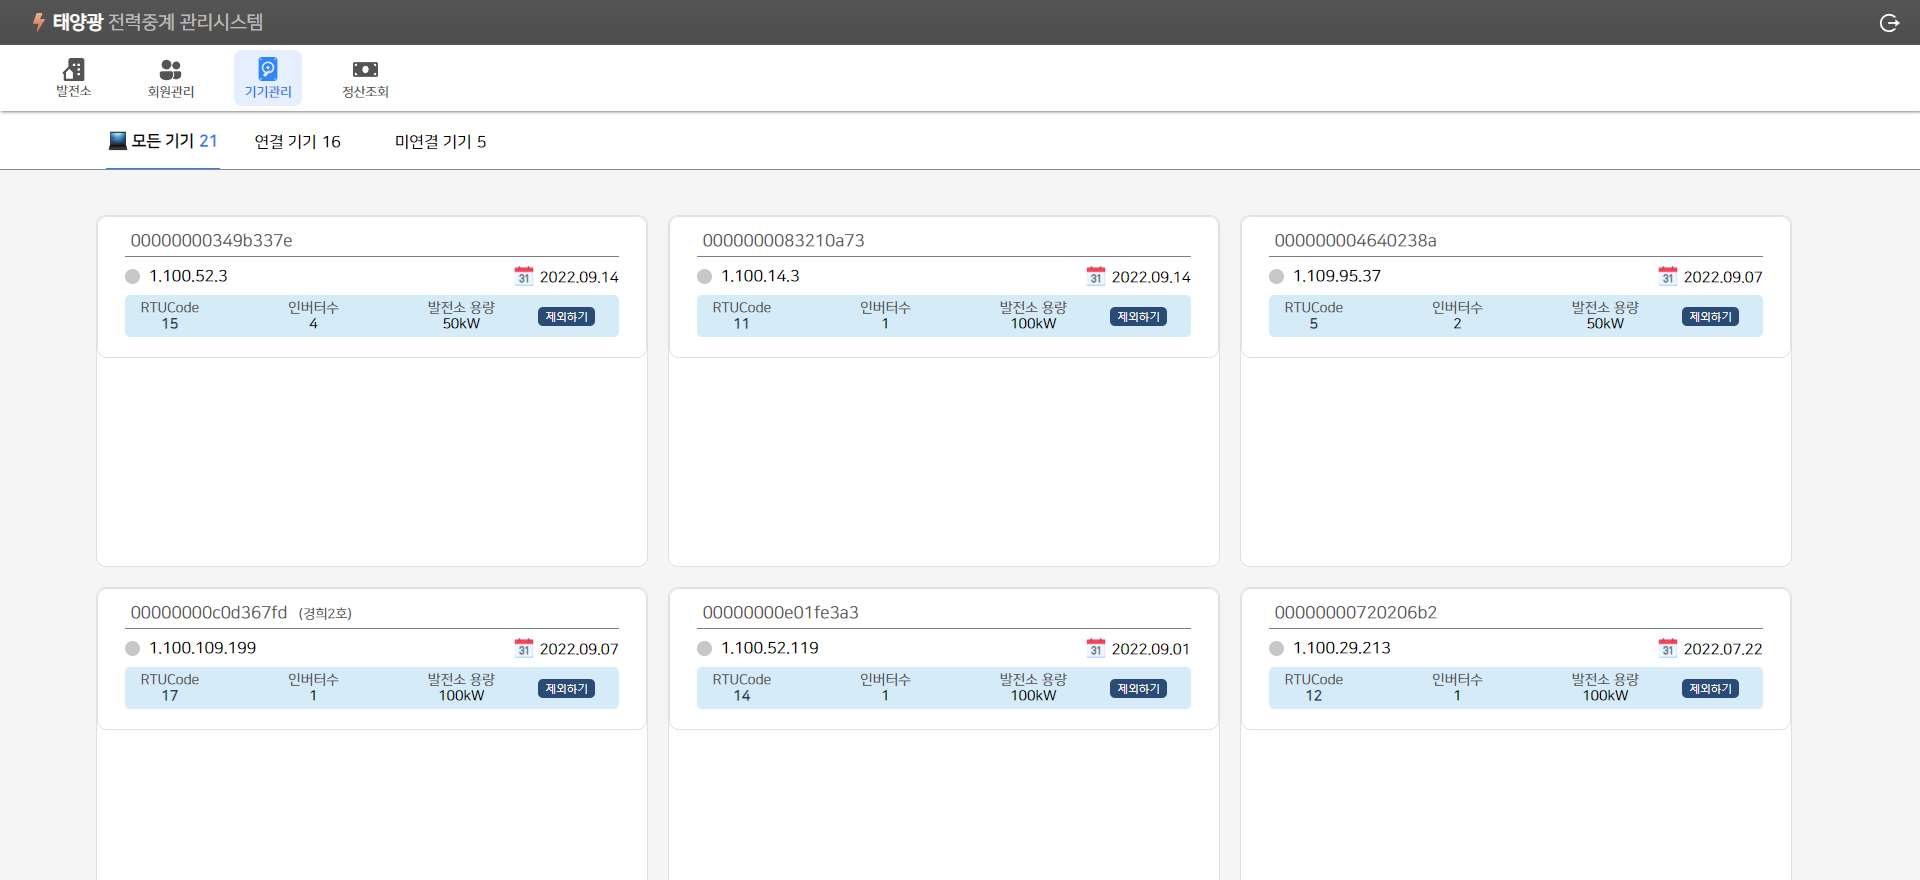 태양광 전력중계 관리시스템
발전소
회원관리
기기관리
정산조회
모든 기기 21
연결 기기 16
미연결 기기 5
00000000349b337e
1.100.52.3
31 2022.09.14
RTUCode 인버터수 발전소 용량 제외하기
15 4 50kW
0000000083210a73
1.100.14.3
31 2022.09.14
RTUCode 인버터수 발전소 용량 제외하기
11 1 100kW
000000004640238a
1.109.95.37
31 2022.09.07
RTUCode 인버터수 발전소 용량 제외하기
5 2 50kW
00000000c0d367fd (경희2호)
1.100.109.199
31 2022.09.07
RTUCode 인버터수 발전소 용량 제외하기
17 1 100kW
00000000e01fe3a3
1.100.52.119
31 2022.09.01
RTUCode 인버터수 발전소 용량 제외하기
14 1 100kW
00000000720206b2
1.100.29.213
31 2022.07.22
RTUCode 인버터수 발전소 용량 제외하기
12 1 100kW